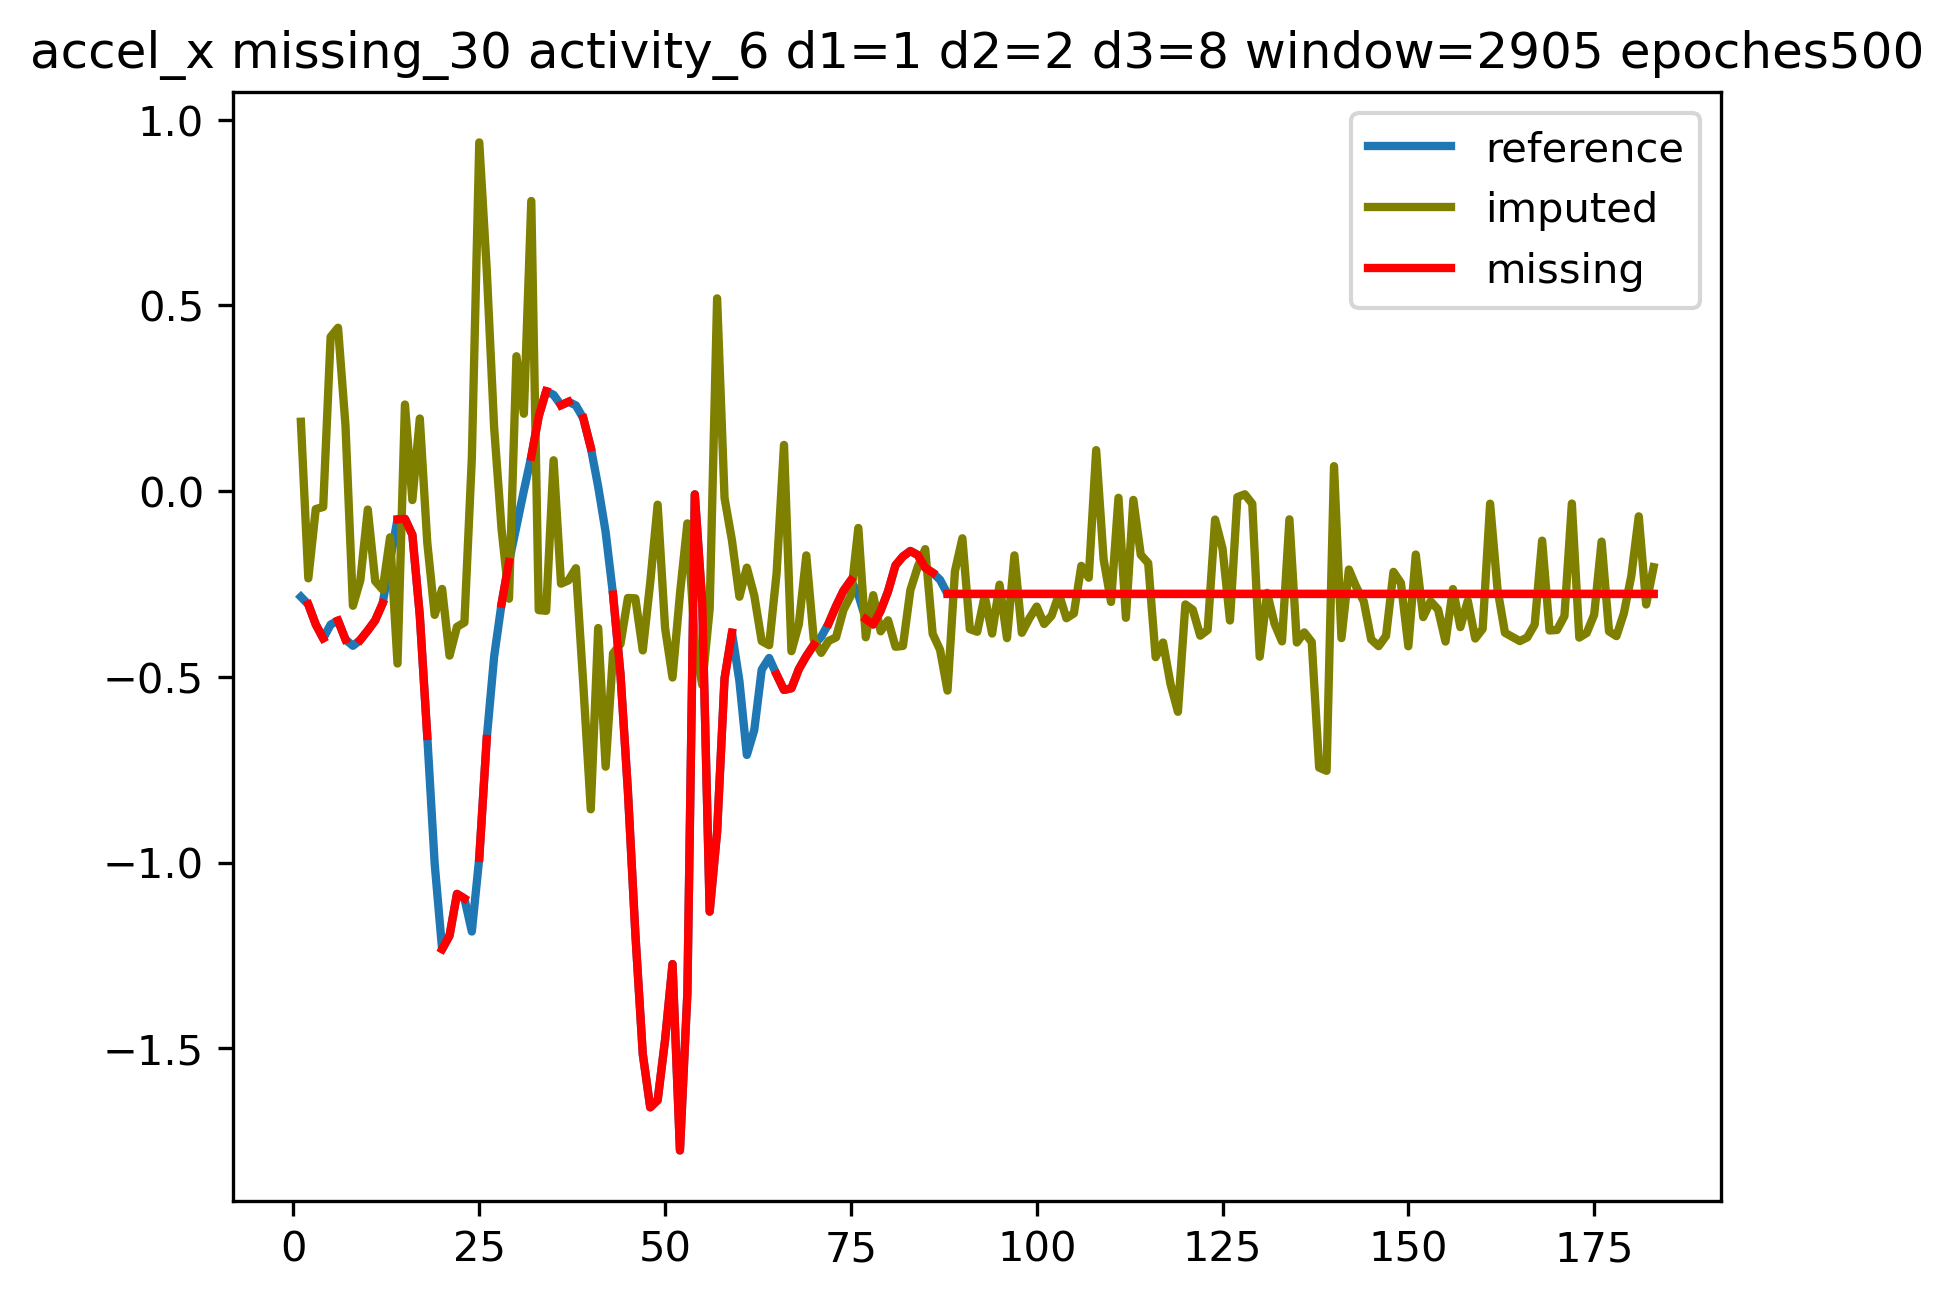 accel_x missing_30 activity_6 d1=1 d2=2 d3=8 window=2905 epoches500
reference
imputed
missing
1.0
0.5
0.0
−0.5
−1.0
−1.5
0 25 50 75 100 125 150 175